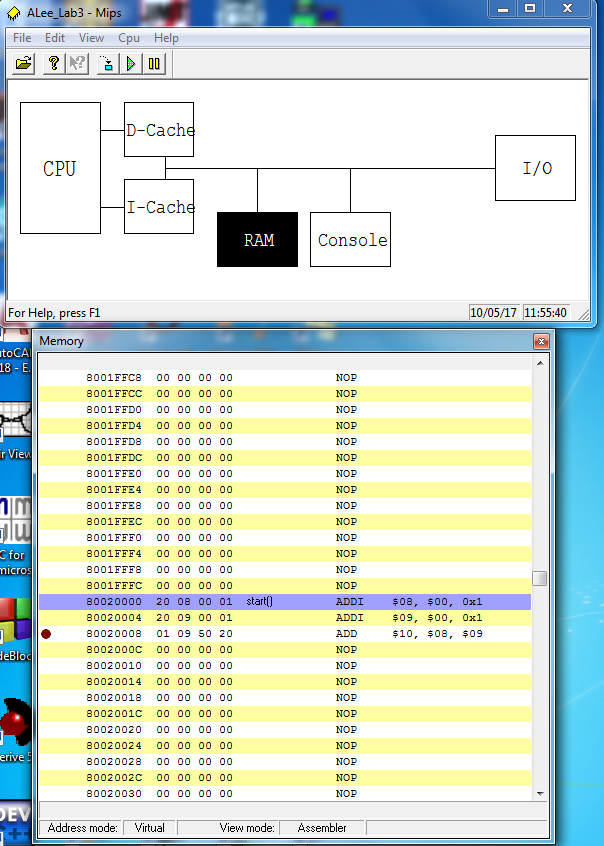 ALee_Lab3 - Mips
File Edit View Cpu Help
D-Cache
CPU
I/O
I-Cache
RAM
Console
For Help, press F1 10/05/17 11:55:40
Memory
8001FFC8 00 00 00 00 NOP
8001FFCC 00 00 00 00 NOP
8001FFD0 00 00 00 00 NOP
8001FFD4 00 00 00 00 NOP
8001FFD8 00 00 00 00 NOP
8001FFDC 00 00 00 00 NOP
8001FFE0 00 00 00 00 NOP
8001FFE4 00 00 00 00 NOP
8001FFE8 00 00 00 00 NOP
8001FFEC 00 00 00 00 NOP
8001FFF0 00 00 00 00 NOP
8001FFF4 00 00 00 00 NOP
8001FFF8 00 00 00 00 NOP
8001FFFC 00 00 00 00 NOP
80020000 20 08 00 01 start() ADDI $08, $00, 0x1
80020004 20 09 00 01 ADDI $09, $00, 0x1
80020008 01 09 50 20 ADD $10, $08, $09
8002000C 00 00 00 00 NOP
80020010 00 00 00 00 NOP
80020014 00 00 00 00 NOP
80020018 00 00 00 00 NOP
8002001C 00 00 00 00 NOP
80020020 00 00 00 00 NOP
80020024 00 00 00 00 NOP
80020028 00 00 00 00 NOP
8002002C 00 00 00 00 NOP
80020030 00 00 00 00 NOP
Address mode: Virtual View mode: Assembler
utoCA
18 - E.
ur View
C for
micros
deBloc
erive 5
DEV